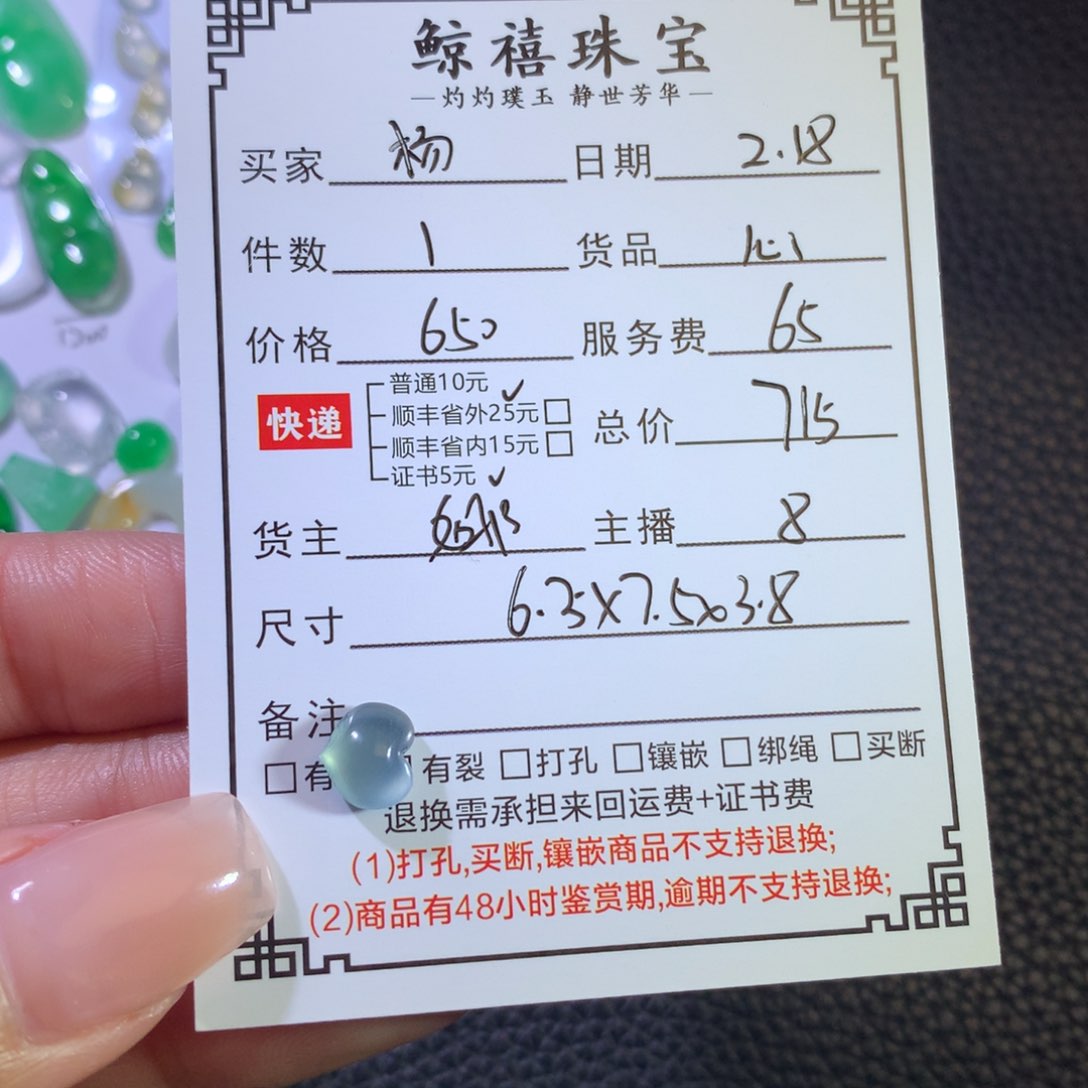 鲸禧珠宝
—灼灼璞玉 静世芳华—
买家 杨 日期 2.18
件数 1 货品 心
价格 650 服务费 65
快递 普通10元 ✓
顺丰省外25元 □
顺丰省内15元 □
证书5元 ✓
总价 715
货主 主播 8
尺寸 6.3X7.5x3.8
备注
□有 有裂 □打孔 □镶嵌 □绑绳 □买断
退换需承担来回运费+证书费
(1)打孔,买断,镶嵌商品不支持退换;
(2)商品有48小时鉴赏期,逾期不支持退换;